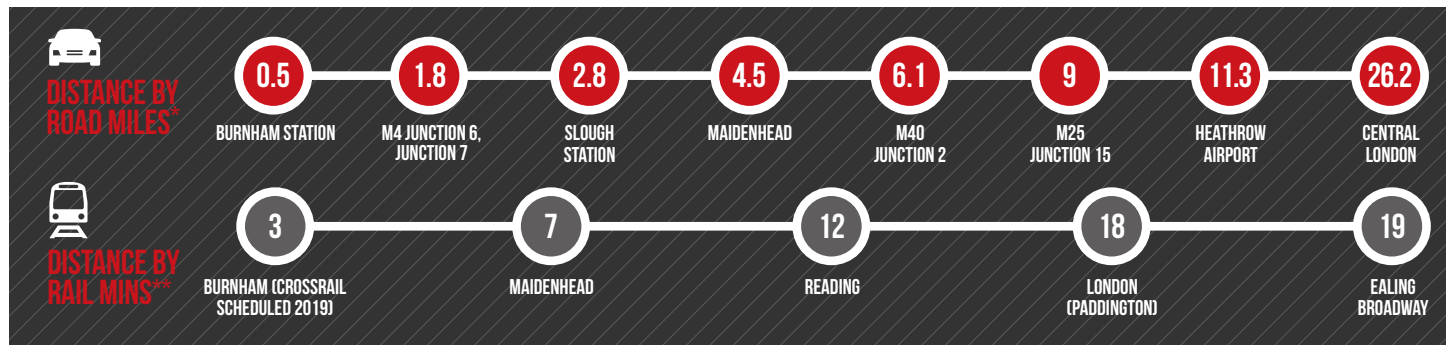 DISTANCE BY
ROAD MILES*
0.5
1.8
2.8
4.5
6.1
9
11.3
26.2
BURNHAM STATION
M4 JUNCTION 6,
JUNCTION 7
SLOUGH
STATION
MAIDENHEAD
M40
JUNCTION 2
M25
JUNCTION 15
HEATHROW
AIRPORT
CENTRAL
LONDON
DISTANCE BY
RAIL MINS**
3
7
12
18
19
BURNHAM (CROSSRAIL
SCHEDULED 2019)
MAIDENHEAD
READING
LONDON
(PADDINGTON)
EALING
BROADWAY